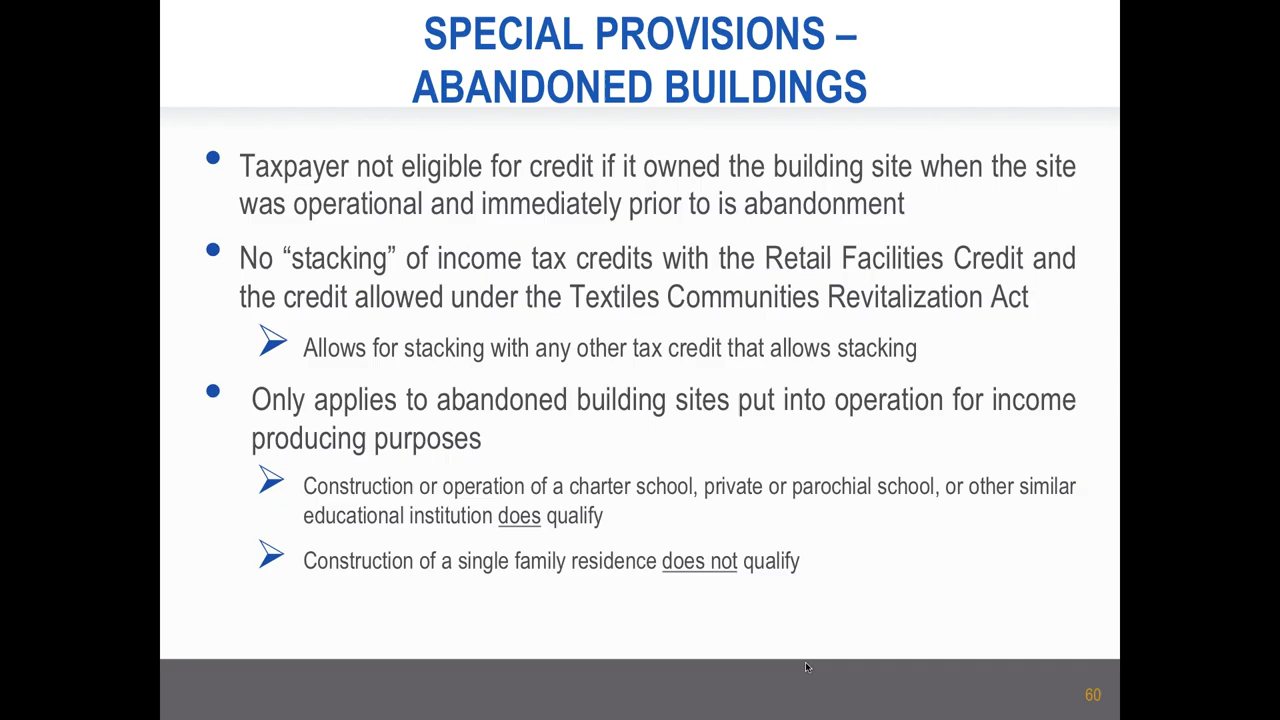 SPECIAL PROVISIONS –
ABANDONED BUILDINGS
Taxpayer not eligible for credit if it owned the building site when the site
was operational and immediately prior to is abandonment
No “stacking” of income tax credits with the Retail Facilities Credit and
the credit allowed under the Textiles Communities Revitalization Act
Allows for stacking with any other tax credit that allows stacking
Only applies to abandoned building sites put into operation for income
producing purposes
Construction or operation of a charter school, private or parochial school, or other similar
educational institution does qualify
Construction of a single family residence does not qualify
60